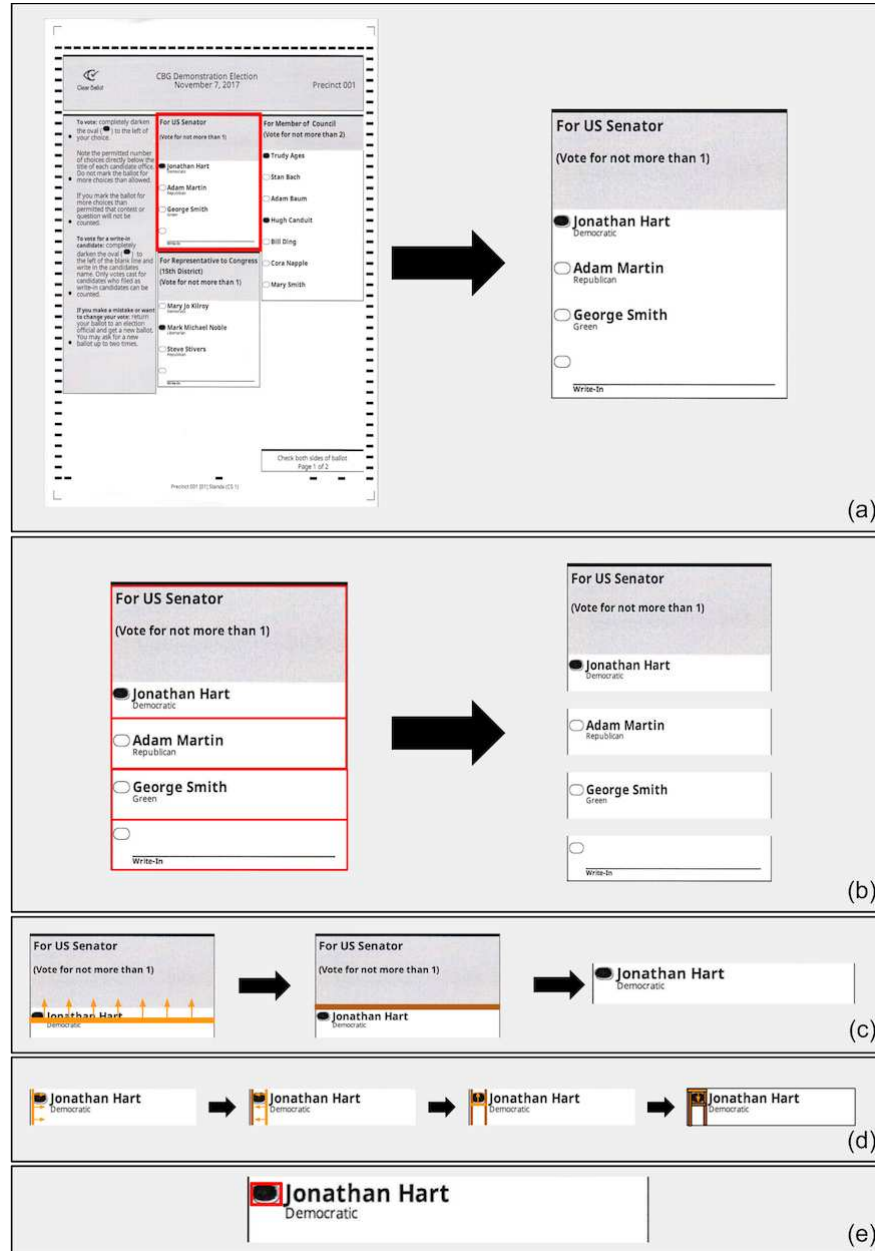 Clear Ballot
CBG Demonstration Election
November 7, 2017
Precinct 001
To vote: completely darken
the oval ( ) to the left of
your choice.
Note the permitted number
of choices directly below the
title of each candidate office.
Do not mark the ballot for
more choices than allowed.
If you mark the ballot for
more choices than
permitted that contest or
question will not be
counted.
To vote for a write-in
candidate: completely
darken the oval ( ) to
the left of the blank line and
write in the candidates
name. Only votes cast for
candidates who filed as
write-in candidates can be
counted.
If you make a mistake or want
to change your vote: return
your ballot to an election
official and get a new ballot.
You may ask for a new
ballot up to two times.
For US Senator
(Vote for not more than 1)
Jonathan Hart
Democratic
Adam Martin
Republican
George Smith
Green
Write-In
For Representative to Congress
(15th District)
(Vote for not more than 1)
Mary Jo Kilroy
Democratic
Mark Michael Noble
Libertarian
Steve Stivers
Republican
Write-In
For Member of Council
(Vote for not more than 2)
Trudy Ages
Stan Bach
Adam Baum
Hugh Canduit
Bill Ding
Cora Napple
Mary Smith
Check both sides of ballot
Page 1 of 2
For US Senator
(Vote for not more than 1)
Jonathan Hart
Democratic
Adam Martin
Republican
George Smith
Green
Write-In
(a)
For US Senator
(Vote for not more than 1)
Jonathan Hart
Democratic
Adam Martin
Republican
George Smith
Green
Write-In
For US Senator
(Vote for not more than 1)
Jonathan Hart
Democratic
Adam Martin
Republican
George Smith
Green
Write-In
(b)
For US Senator
(Vote for not more than 1)
Jonathan Hart
Democratic
For US Senator
(Vote for not more than 1)
Jonathan Hart
Democratic
Jonathan Hart
Democratic
(c)
Jonathan Hart
Democratic
Jonathan Hart
Democratic
Jonathan Hart
Democratic
Jonathan Hart
Democratic
(d)
Jonathan Hart
Democratic
(e)